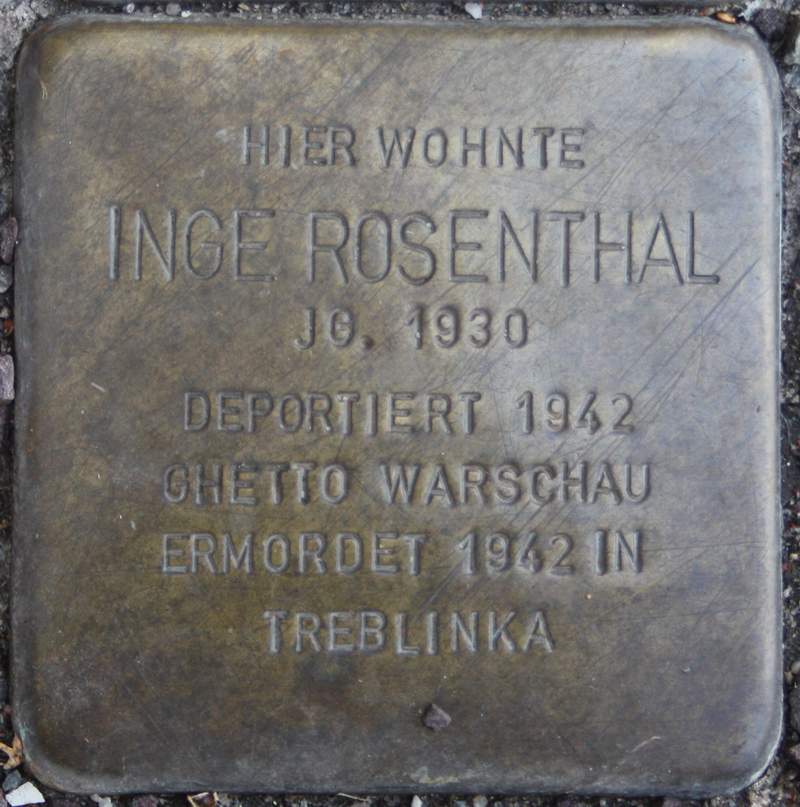 HIER WOHNTE
INGE ROSENTHAL
JG. 1930
DEPORTIERT 1942
GHETTO WARSCHAU
ERMORDET 1942 IN
TREBLINKA